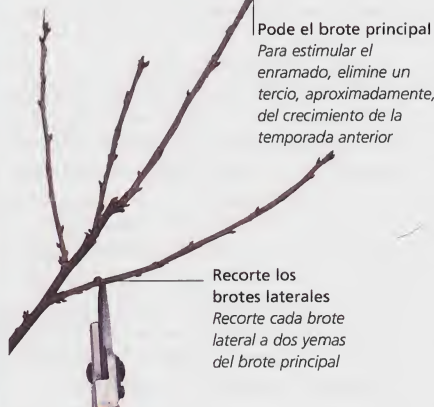 Pode el brote principal
Para estimular el
enramado, elimine un
tercio, aproximadamente,
del crecimiento de la
temporada anterior
Recorte los
brotes laterales
Recorte cada brote
lateral a dos yemas
del brote principal